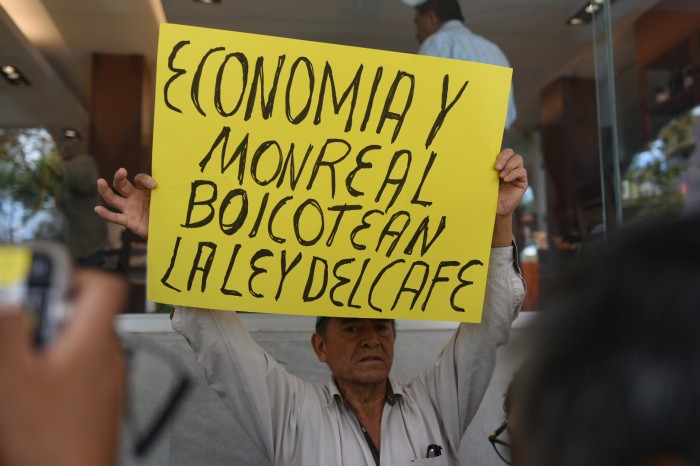 ECONOMIA Y
MONREAL
BOICOTEAN
LA LEY DEL CAFE